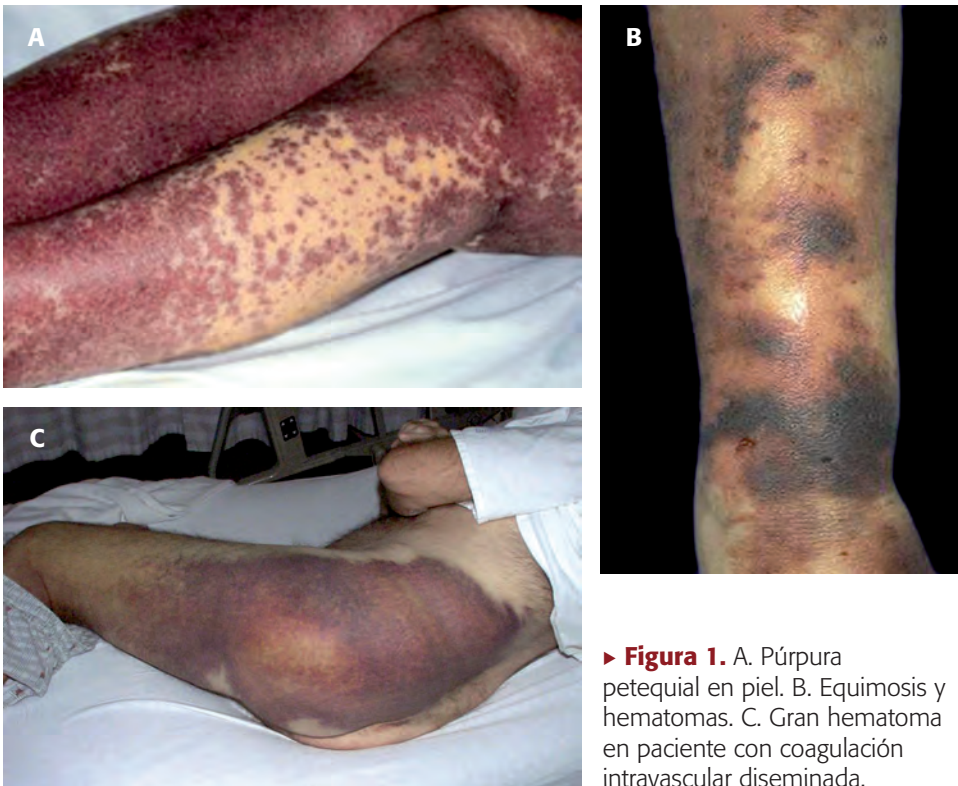 A
B
C
▸ Figura 1. A. Púrpura
petequial en piel. B. Equimosis y
hematomas. C. Gran hematoma
en paciente con coagulación
intravascular diseminada.